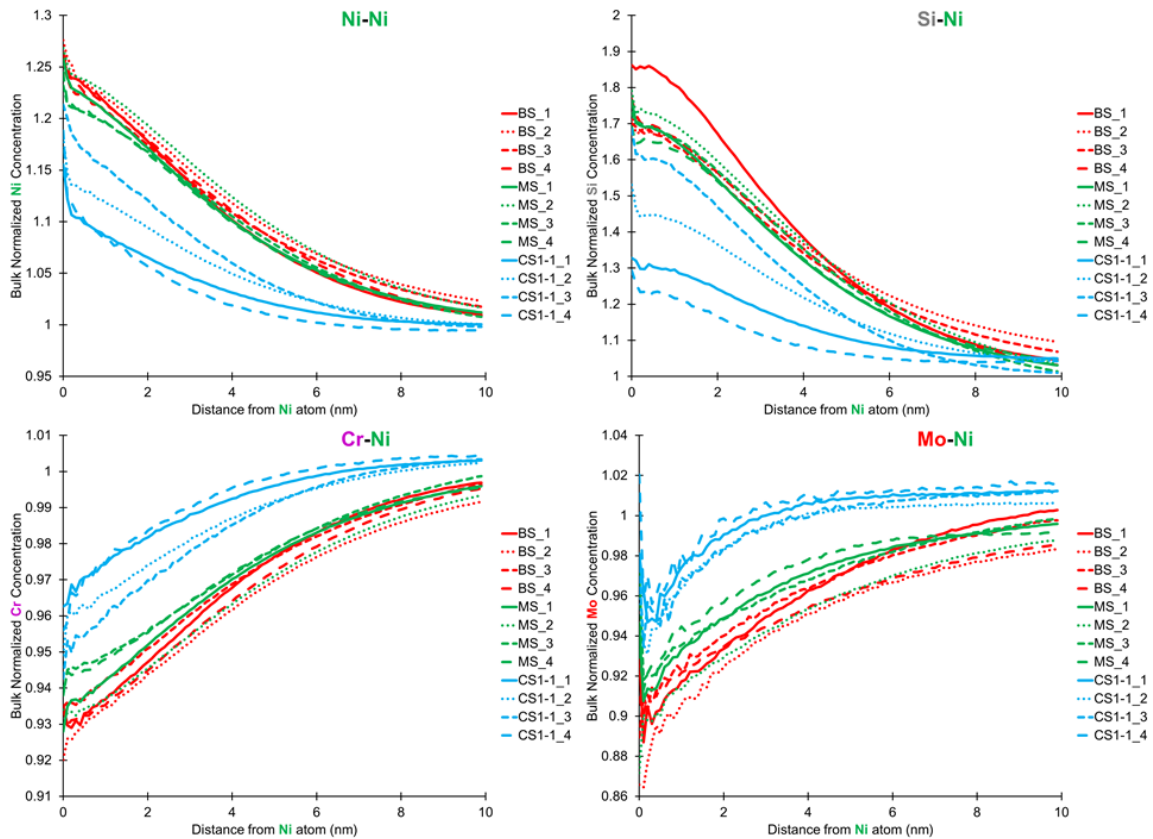 Ni-Ni
Bulk Normalized Ni Concentration
1.3
1.25
1.2
1.15
1.1
1.05
1
0.95
0 2 4 6 8 10
Distance from Ni atom (nm)
BS_1
BS_2
BS_3
BS_4
MS_1
MS_2
MS_3
MS_4
CS1-1_1
CS1-1_2
CS1-1_3
CS1-1_4
Si-Ni
Bulk Normalized Si Concentration
2
1.9
1.8
1.7
1.6
1.5
1.4
1.3
1.2
1.1
1
0 2 4 6 8 10
Distance from Ni atom (nm)
BS_1
BS_2
BS_3
BS_4
MS_1
MS_2
MS_3
MS_4
CS1-1_1
CS1-1_2
CS1-1_3
CS1-1_4
Cr-Ni
Bulk Normalized Cr Concentration
1.01
1
0.99
0.98
0.97
0.96
0.95
0.94
0.93
0.92
0.91
0 2 4 6 8 10
Distance from Ni atom (nm)
BS_1
BS_2
BS_3
BS_4
MS_1
MS_2
MS_3
MS_4
CS1-1_1
CS1-1_2
CS1-1_3
CS1-1_4
Mo-Ni
Bulk Normalized Mo Concentration
1.04
1.02
1
0.98
0.96
0.94
0.92
0.9
0.88
0.86
0 2 4 6 8 10
Distance from Ni atom (nm)
BS_1
BS_2
BS_3
BS_4
MS_1
MS_2
MS_3
MS_4
CS1-1_1
CS1-1_2
CS1-1_3
CS1-1_4